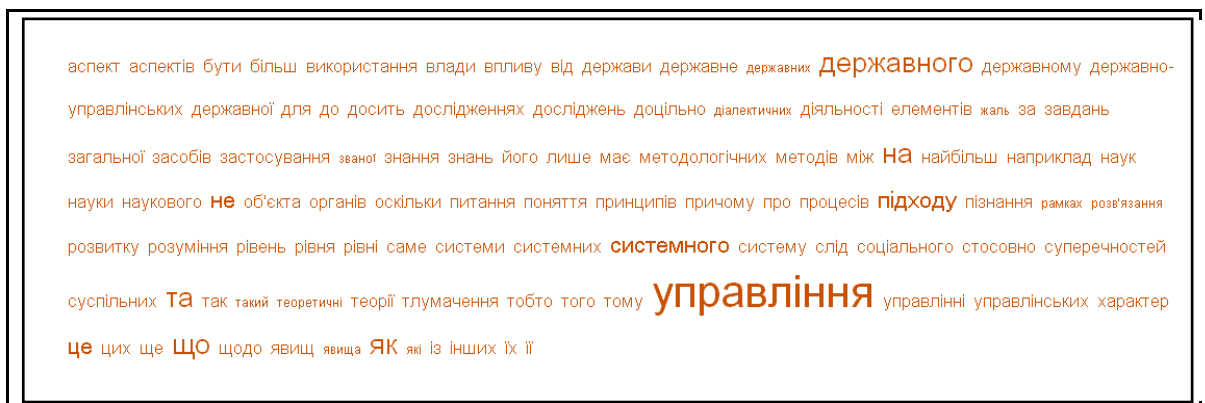 аспект аспектів бути більш використання влади впливу від держави державне державних державного державному державно-
управлінських державної для до досить дослідженнях досліджень доцільно діалектичних діяльності елементів жаль за завдань
загальної засобів застосування званої знання знань його лише має методологічних методів між на найбільш наприклад наук
науки наукового не об'єкта органів оскільки питання поняття принципів причому про процесів підходу пізнання рамках розв'язання
розвитку розуміння рівень рівня рівні саме системи системних системного систему слід соціального стосовно суперечностей
суспільних та так такий теоретичні теорії тлумачення тобто того тому управління управлінні управлінських характер
це цих ще що щодо явищ явища як які із інших їх її